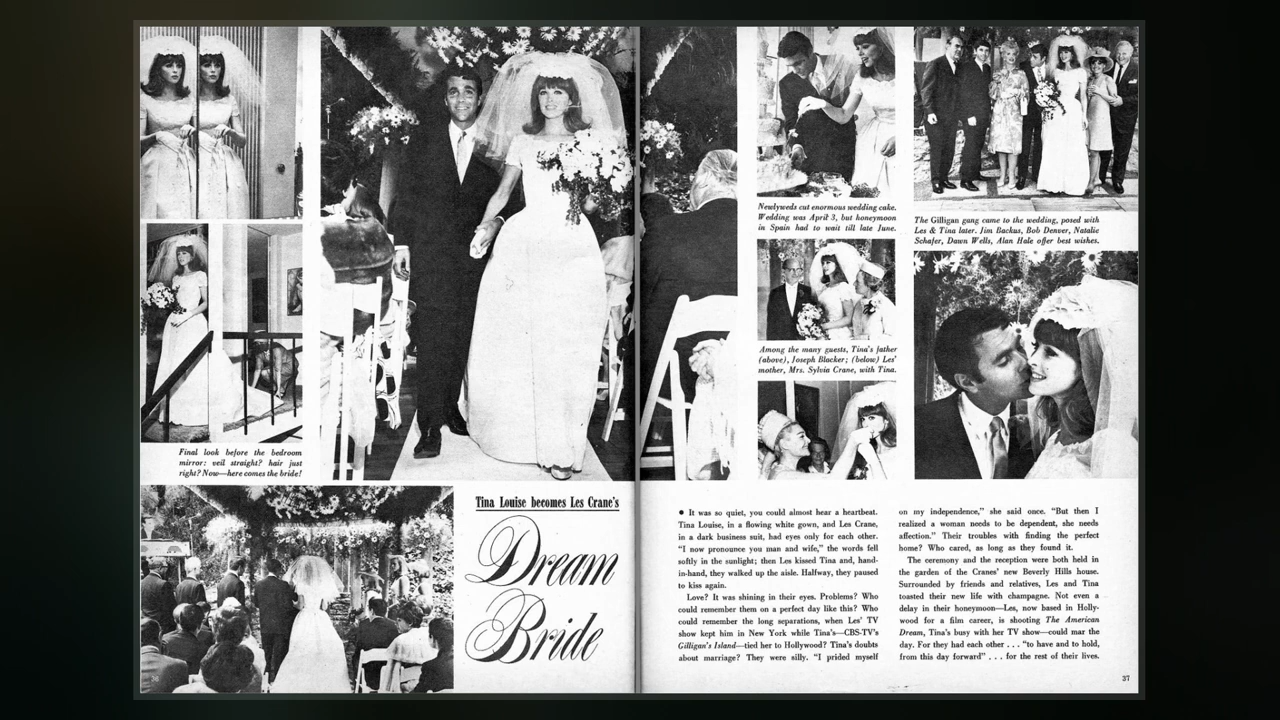 Final look before the bedroom
mirror: veil straight? hair just
right? Now—here comes the bride!
Tina Louise becomes Les Crane's
Dream
Bride
36
Newlyweds cut enormous wedding cake.
Wedding was April 3, but honeymoon
in Spain had to wait till late June.
The Gilligan gang came to the wedding, posed with
Les & Tina later. Jim Backus, Bob Denver, Natalie
Schafer, Dawn Wells, Alan Hale offer best wishes.
Among the many guests, Tina's father
(above), Joseph Blacker; (below) Les'
mother, Mrs. Sylvia Crane, with Tina.
● It was so quiet, you could almost hear a heartbeat.
Tina Louise, in a flowing white gown, and Les Crane,
in a dark business suit, had eyes only for each other.
“I now pronounce you man and wife,” the words fell
softly in the sunlight; then Les kissed Tina and, hand-
in-hand, they walked up the aisle. Halfway, they paused
to kiss again.
Love? It was shining in their eyes. Problems? Who
could remember them on a perfect day like this? Who
could remember the long separations, when Les' TV
show kept him in New York while Tina's—CBS-TV's
Gilligan's Island—tied her to Hollywood? Tina's doubts
about marriage? They were silly. “I prided myself
on my independence,” she said once. “But then I
realized a woman needs to be dependent, she needs
affection.” Their troubles with finding the perfect
home? Who cared, as long as they found it.
The ceremony and the reception were both held in
the garden of the Cranes' new Beverly Hills house.
Surrounded by friends and relatives, Les and Tina
toasted their new life with champagne. Not even a
delay in their honeymoon—Les, now based in Holly-
wood for a film career, is shooting The American
Dream, Tina's busy with her TV show—could mar the
day. For they had each other . . . “to have and to hold,
from this day forward” . . . for the rest of their lives.
37